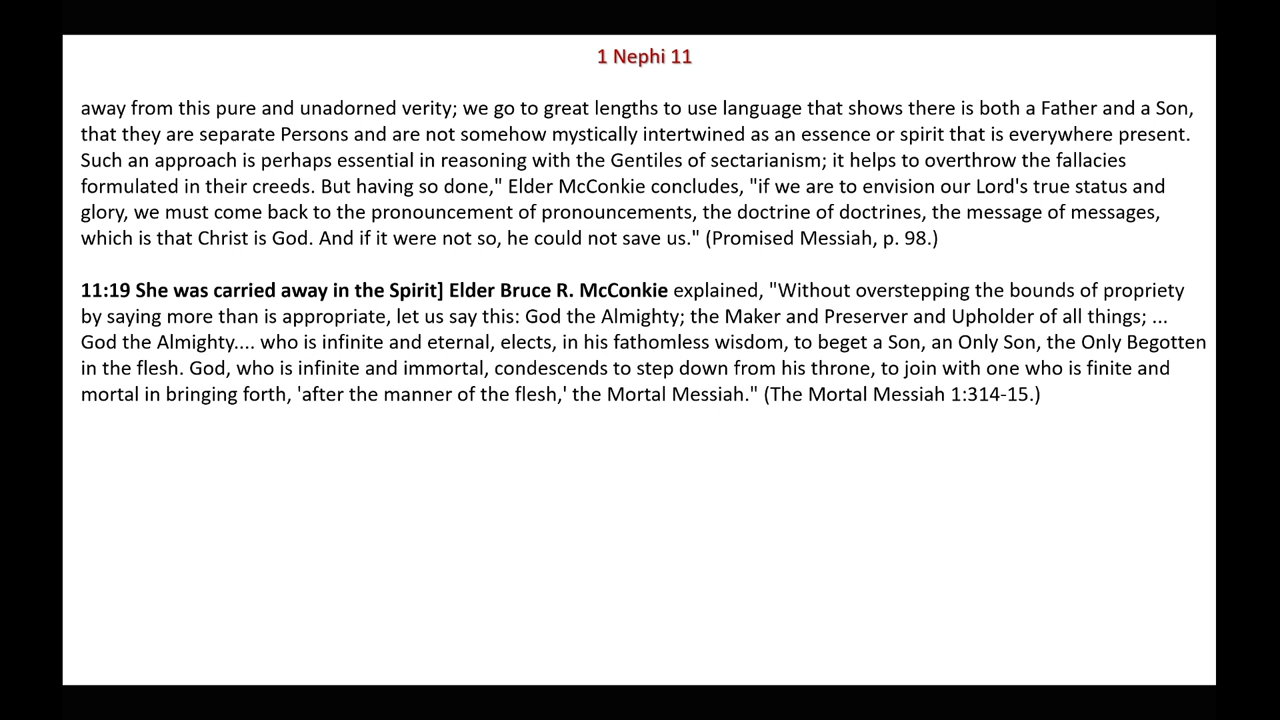 1 Nephi 11
away from this pure and unadorned verity; we go to great lengths to use language that shows there is both a Father and a Son,
that they are separate Persons and are not somehow mystically intertwined as an essence or spirit that is everywhere present.
Such an approach is perhaps essential in reasoning with the Gentiles of sectarianism; it helps to overthrow the fallacies
formulated in their creeds. But having so done," Elder McConkie concludes, "if we are to envision our Lord's true status and
glory, we must come back to the pronouncement of pronouncements, the doctrine of doctrines, the message of messages,
which is that Christ is God. And if it were not so, he could not save us." (Promised Messiah, p. 98.)
11:19 She was carried away in the Spirit] Elder Bruce R. McConkie explained, "Without overstepping the bounds of propriety
by saying more than is appropriate, let us say this: God the Almighty; the Maker and Preserver and Upholder of all things; ...
God the Almighty.... who is infinite and eternal, elects, in his fathomless wisdom, to beget a Son, an Only Son, the Only Begotten
in the flesh. God, who is infinite and immortal, condescends to step down from his throne, to join with one who is finite and
mortal in bringing forth, 'after the manner of the flesh,' the Mortal Messiah." (The Mortal Messiah 1:314-15.)